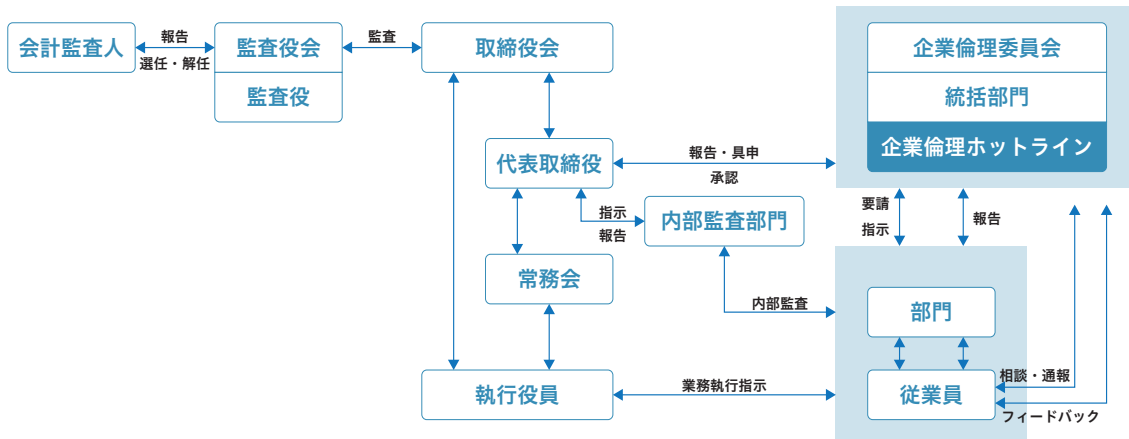 会計監査人
報告
選任・解任
監査役会
監査役
監査
取締役会
企業倫理委員会
統括部門
企業倫理ホットライン
代表取締役
報告・具申
承認
指示
報告
内部監査部門
要請
指示
報告
常務会
内部監査
部門
執行役員
業務執行指示
従業員
相談・通報
フィードバック